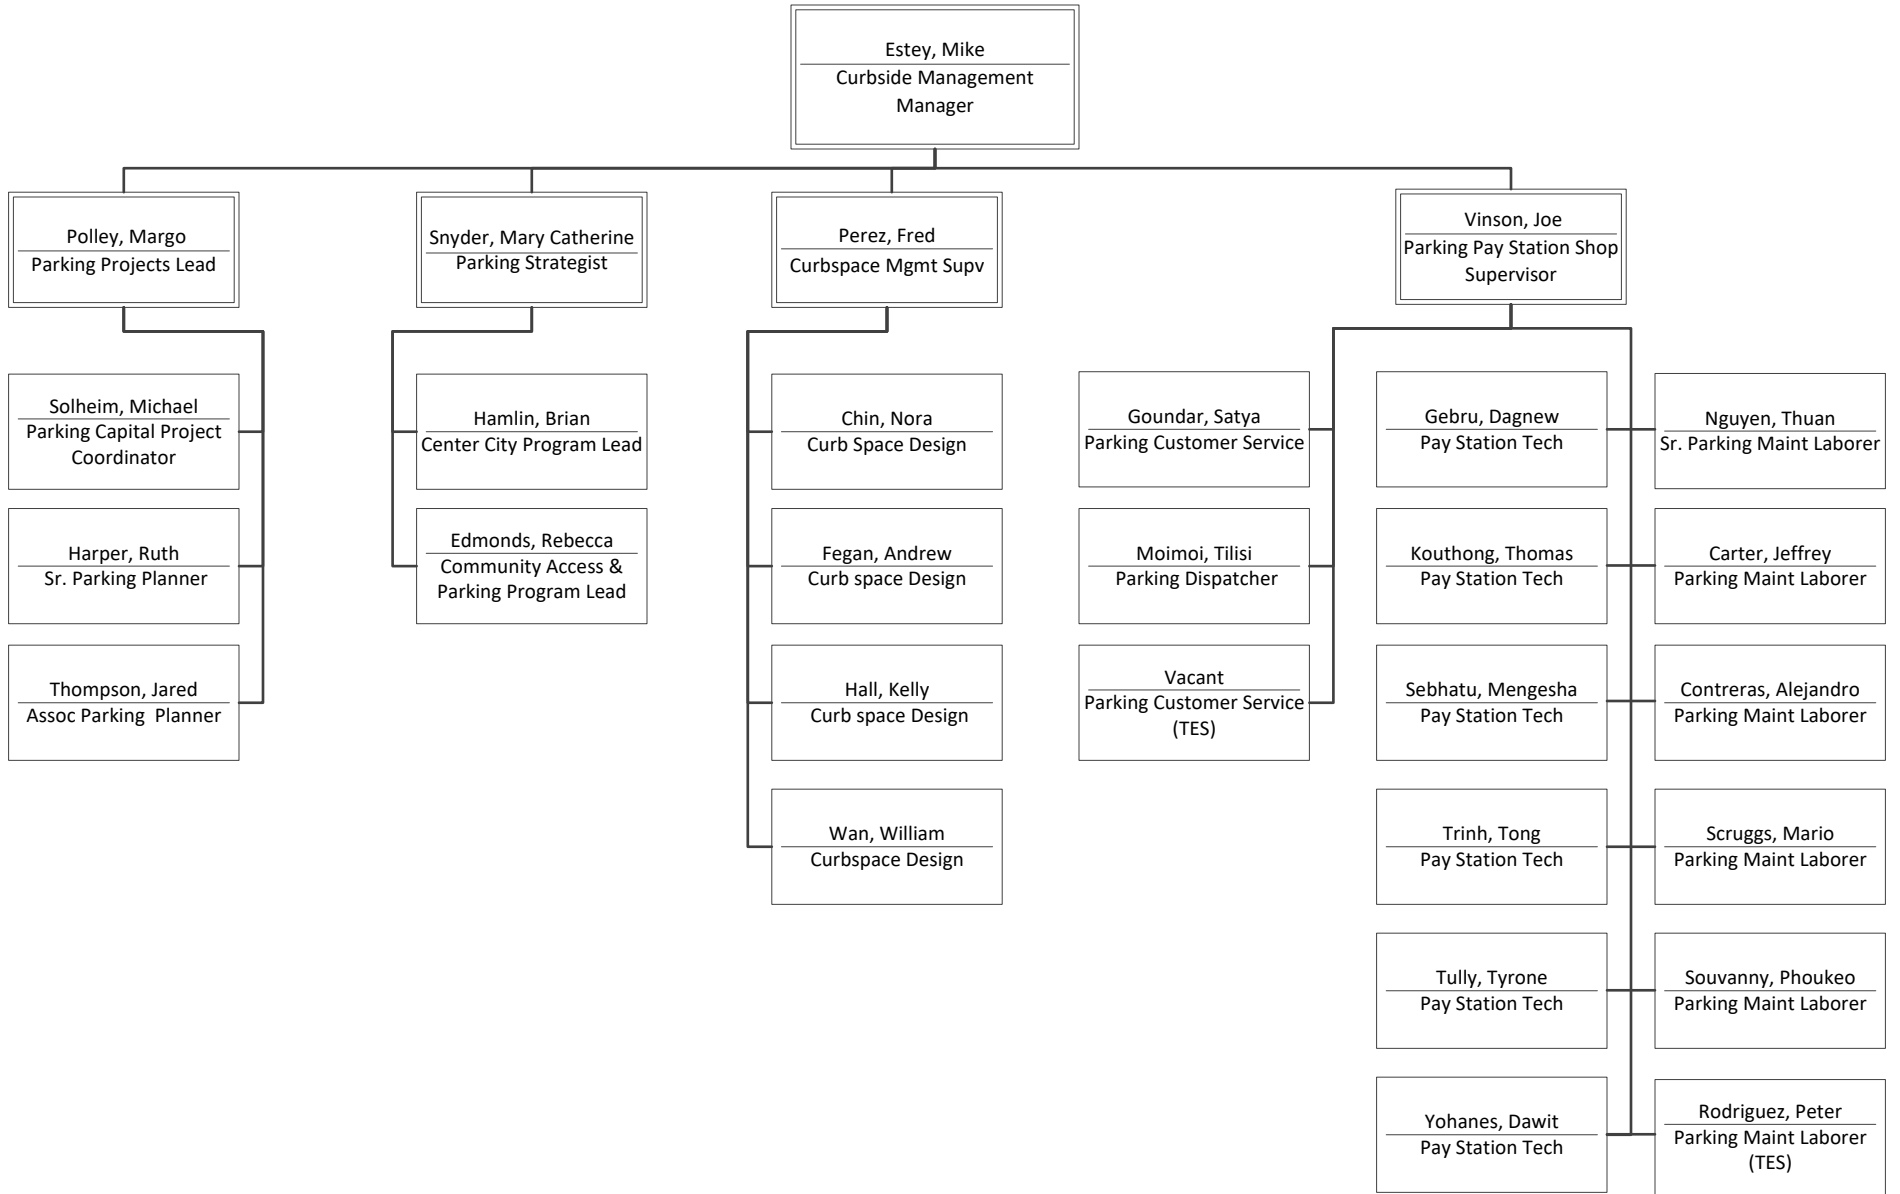 Estey, Mike
Curbside Management
Manager
Polley, Margo
Parking Projects Lead
Snyder, Mary Catherine
Parking Strategist
Perez, Fred
Curbspace Mgmt Supv
Vinson, Joe
Parking Pay Station Shop
Supervisor
Solheim, Michael
Parking Capital Project
Coordinator
Harper, Ruth
Sr. Parking Planner
Thompson, Jared
Assoc Parking  Planner
Hamlin, Brian
Center City Program Lead
Edmonds, Rebecca
Community Access &
Parking Program Lead
Chin, Nora
Curb Space Design
Fegan, Andrew
Curb space Design
Hall, Kelly
Curb space Design
Wan, William
Curbspace Design
Goundar, Satya
Parking Customer Service
Moimoi, Tilisi
Parking Dispatcher
Vacant
Parking Customer Service
(TES)
Gebru, Dagnew
Pay Station Tech
Kouthong, Thomas
Pay Station Tech
Sebhatu, Mengesha
Pay Station Tech
Trinh, Tong
Pay Station Tech
Tully, Tyrone
Pay Station Tech
Yohanes, Dawit
Pay Station Tech
Nguyen, Thuan
Sr. Parking Maint Laborer
Carter, Jeffrey
Parking Maint Laborer
Contreras, Alejandro
Parking Maint Laborer
Scruggs, Mario
Parking Maint Laborer
Souvanny, Phoukeo
Parking Maint Laborer
Rodriguez, Peter
Parking Maint Laborer
(TES)